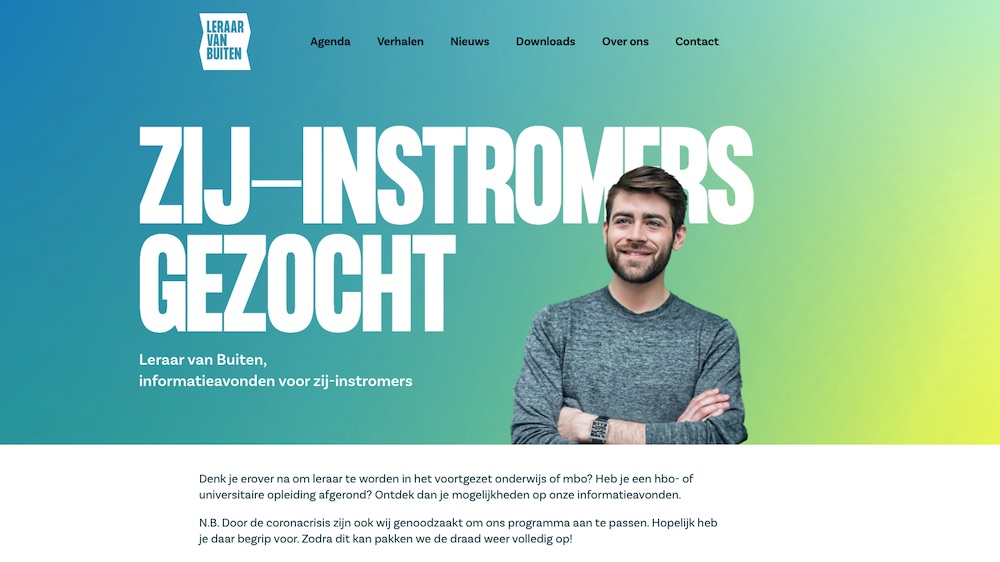 LERAAR
VAN
BUITEN
Agenda Verhalen Nieuws Downloads Over ons Contact
ZIJ—INSTROMERS
GEZOCHT
Leraar van Buiten,
informatieavonden voor zij-instromers
Denk je erover na om leraar te worden in het voortgezet onderwijs of mbo? Heb je een hbo- of
universitaire opleiding afgerond? Ontdek dan je mogelijkheden op onze informatieavonden.
N.B. Door de coronacrisis zijn ook wij genoodzaakt om ons programma aan te passen. Hopelijk heb
je daar begrip voor. Zodra dit kan pakken we de draad weer volledig op!